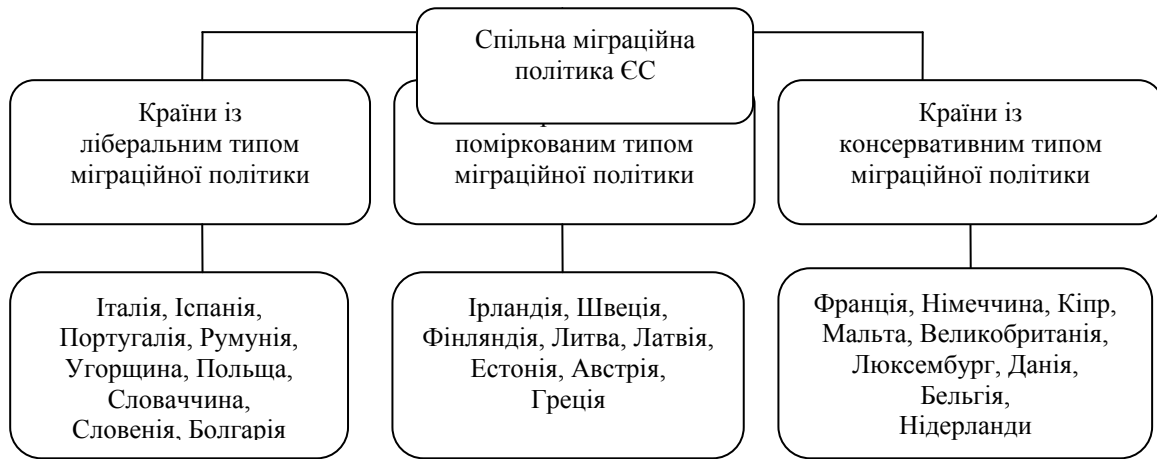 Спільна міграційна
політика ЄС
Країни із
ліберальним типом
міграційної політики
поміркованим типом
міграційної політики
Країни із
консервативним типом
міграційної політики
Італія, Іспанія,
Португалія, Румунія,
Угорщина, Польща,
Словаччина,
Словенія, Болгарія
Ірландія, Швеція,
Фінляндія, Литва, Латвія,
Естонія, Австрія,
Греція
Франція, Німеччина, Кіпр,
Мальта, Великобританія,
Люксембург, Данія,
Бельгія,
Нідерланди